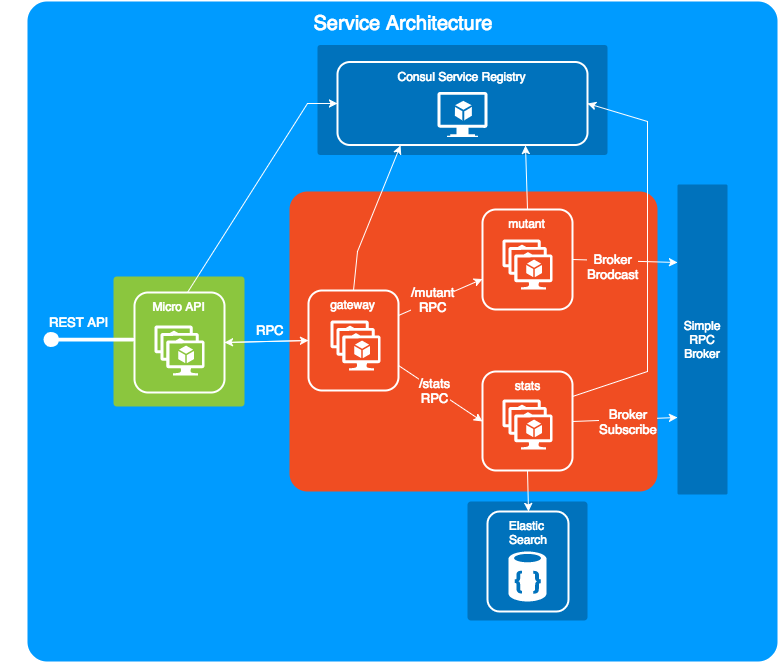 Service Architecture
Consul Service Registry
mutant
Broker
Brodcast
/mutant
RPC
REST API
Micro API
RPC
gateway
Simple
RPC
Broker
/stats
RPC
stats
Broker
Subscribe
Elastic
Search
{ }